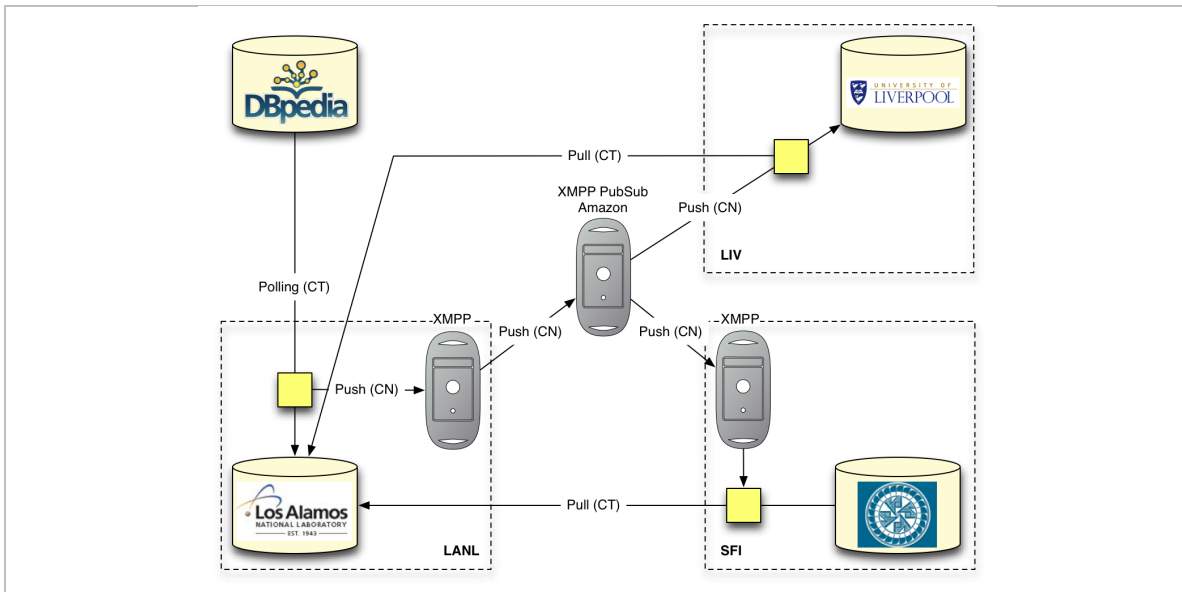 DBpedia
UNIVERSITY OF
LIVERPOOL
Pull (CT)
XMPP PubSub
Amazon
Push (CN)
LIV
Polling (CT)
XMPP
Push (CN)
Push (CN)
XMPP
Push (CN)
Los Alamos
NATIONAL LABORATORY
EST. 1943
Pull (CT)
LANL
SFI